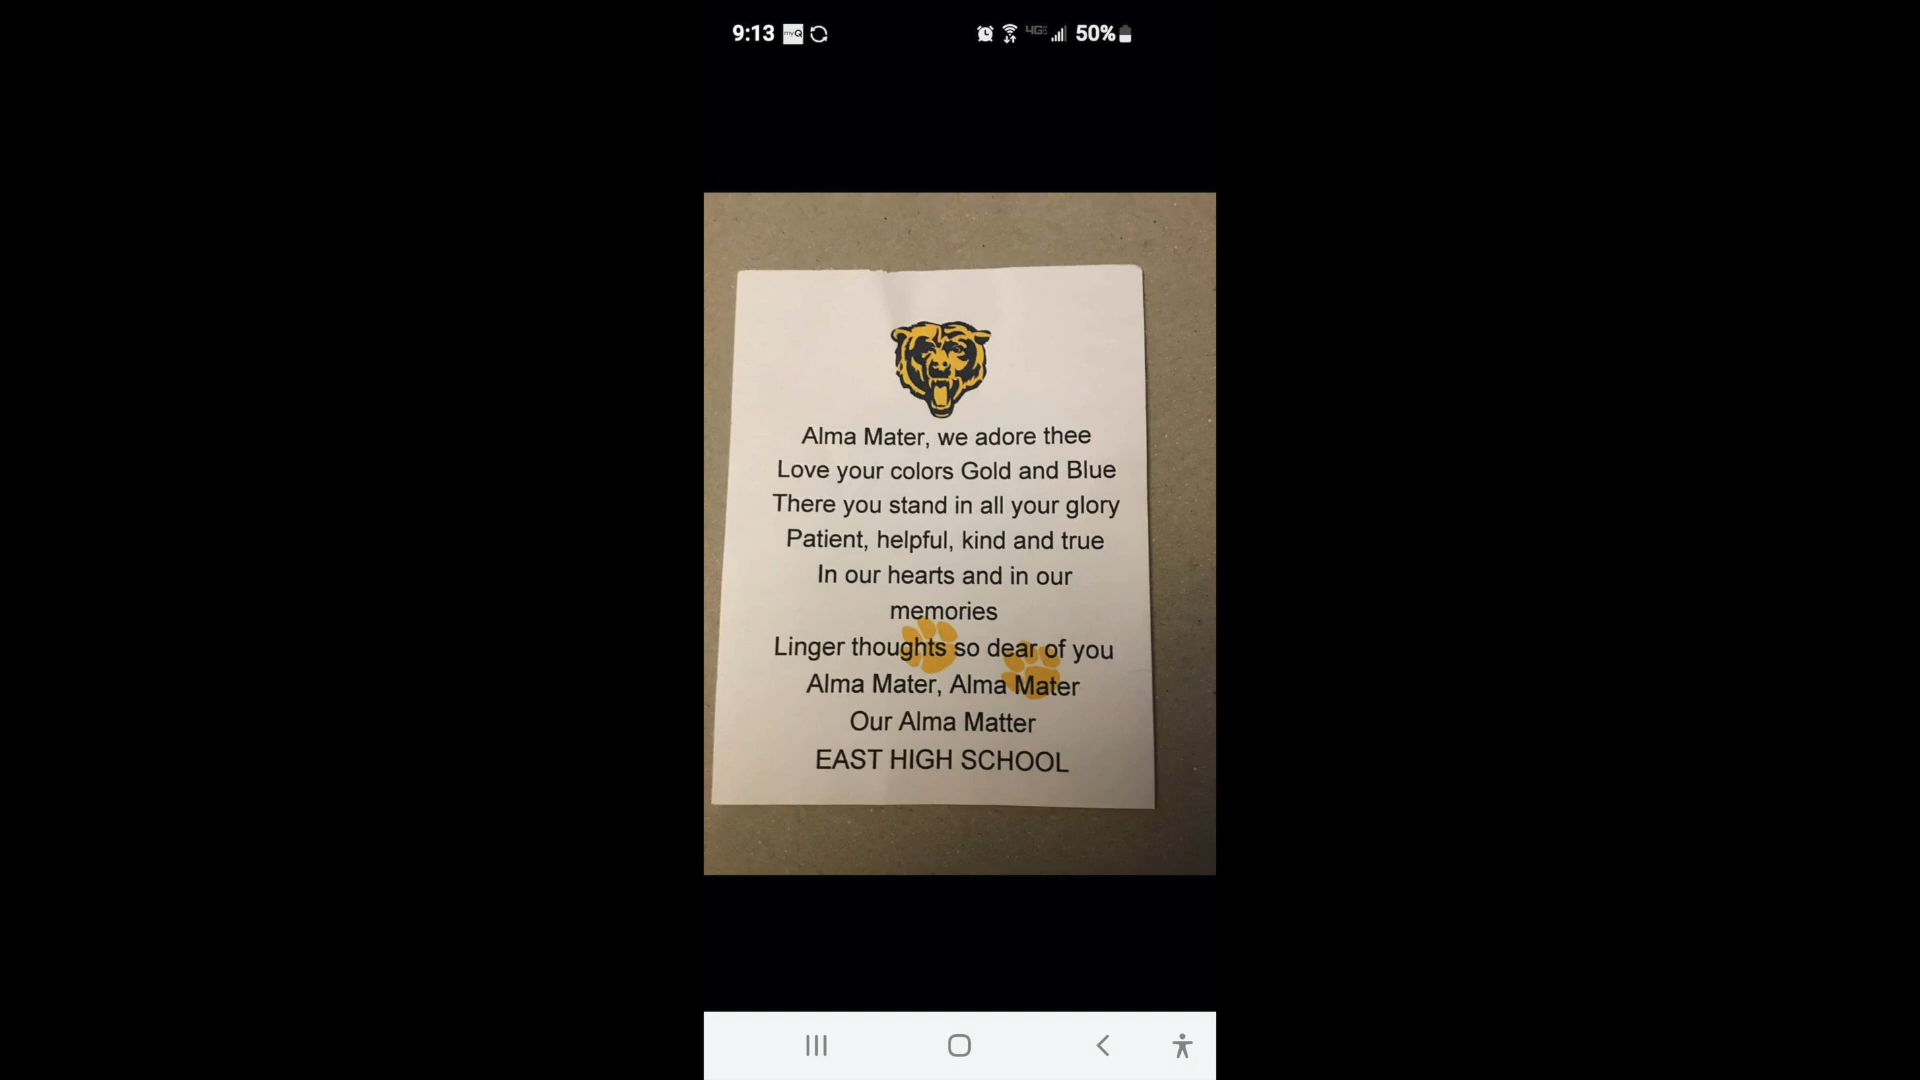 9:13 myQ 4GE 50%
Alma Mater, we adore thee
Love your colors Gold and Blue
There you stand in all your glory
Patient, helpful, kind and true
In our hearts and in our
memories
Linger thoughts so dear of you
Alma Mater, Alma Mater
Our Alma Matter
EAST HIGH SCHOOL